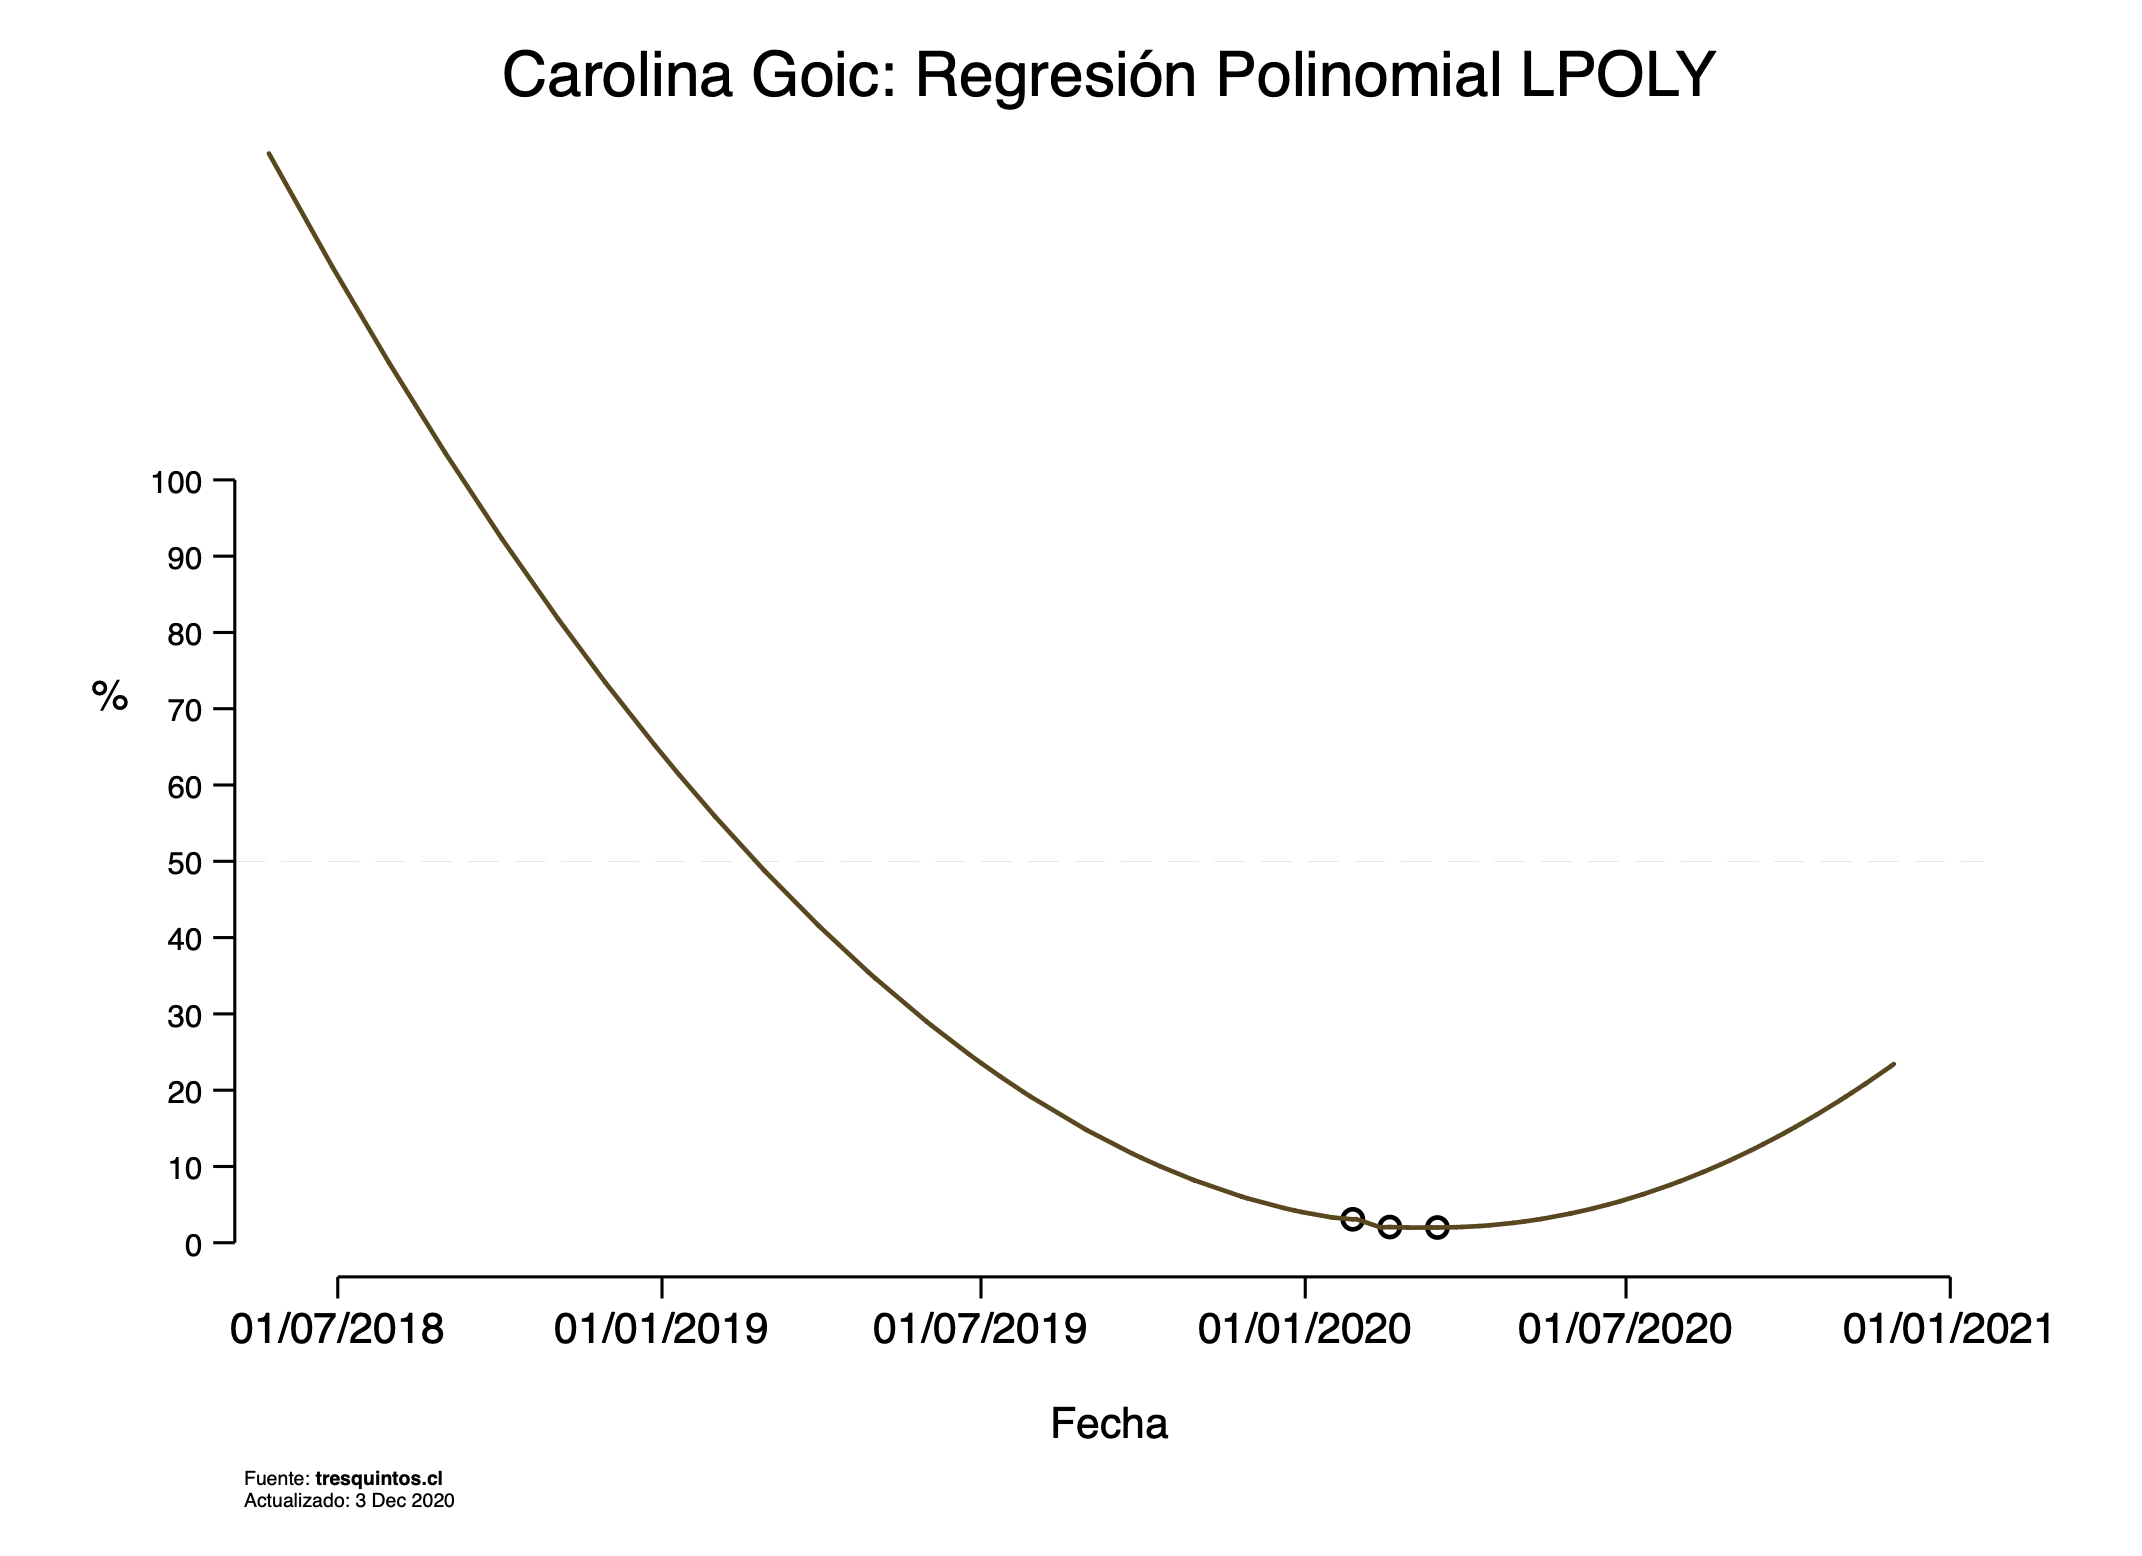 Carolina Goic: Regresión Polinomial LPOLY
100
90
80
70
60
50
40
30
20
10
0
%
01/07/2018 01/01/2019 01/07/2019 01/01/2020 01/07/2020 01/01/2021
Fecha
Fuente: tresquintos.cl
Actualizado: 3 Dec 2020